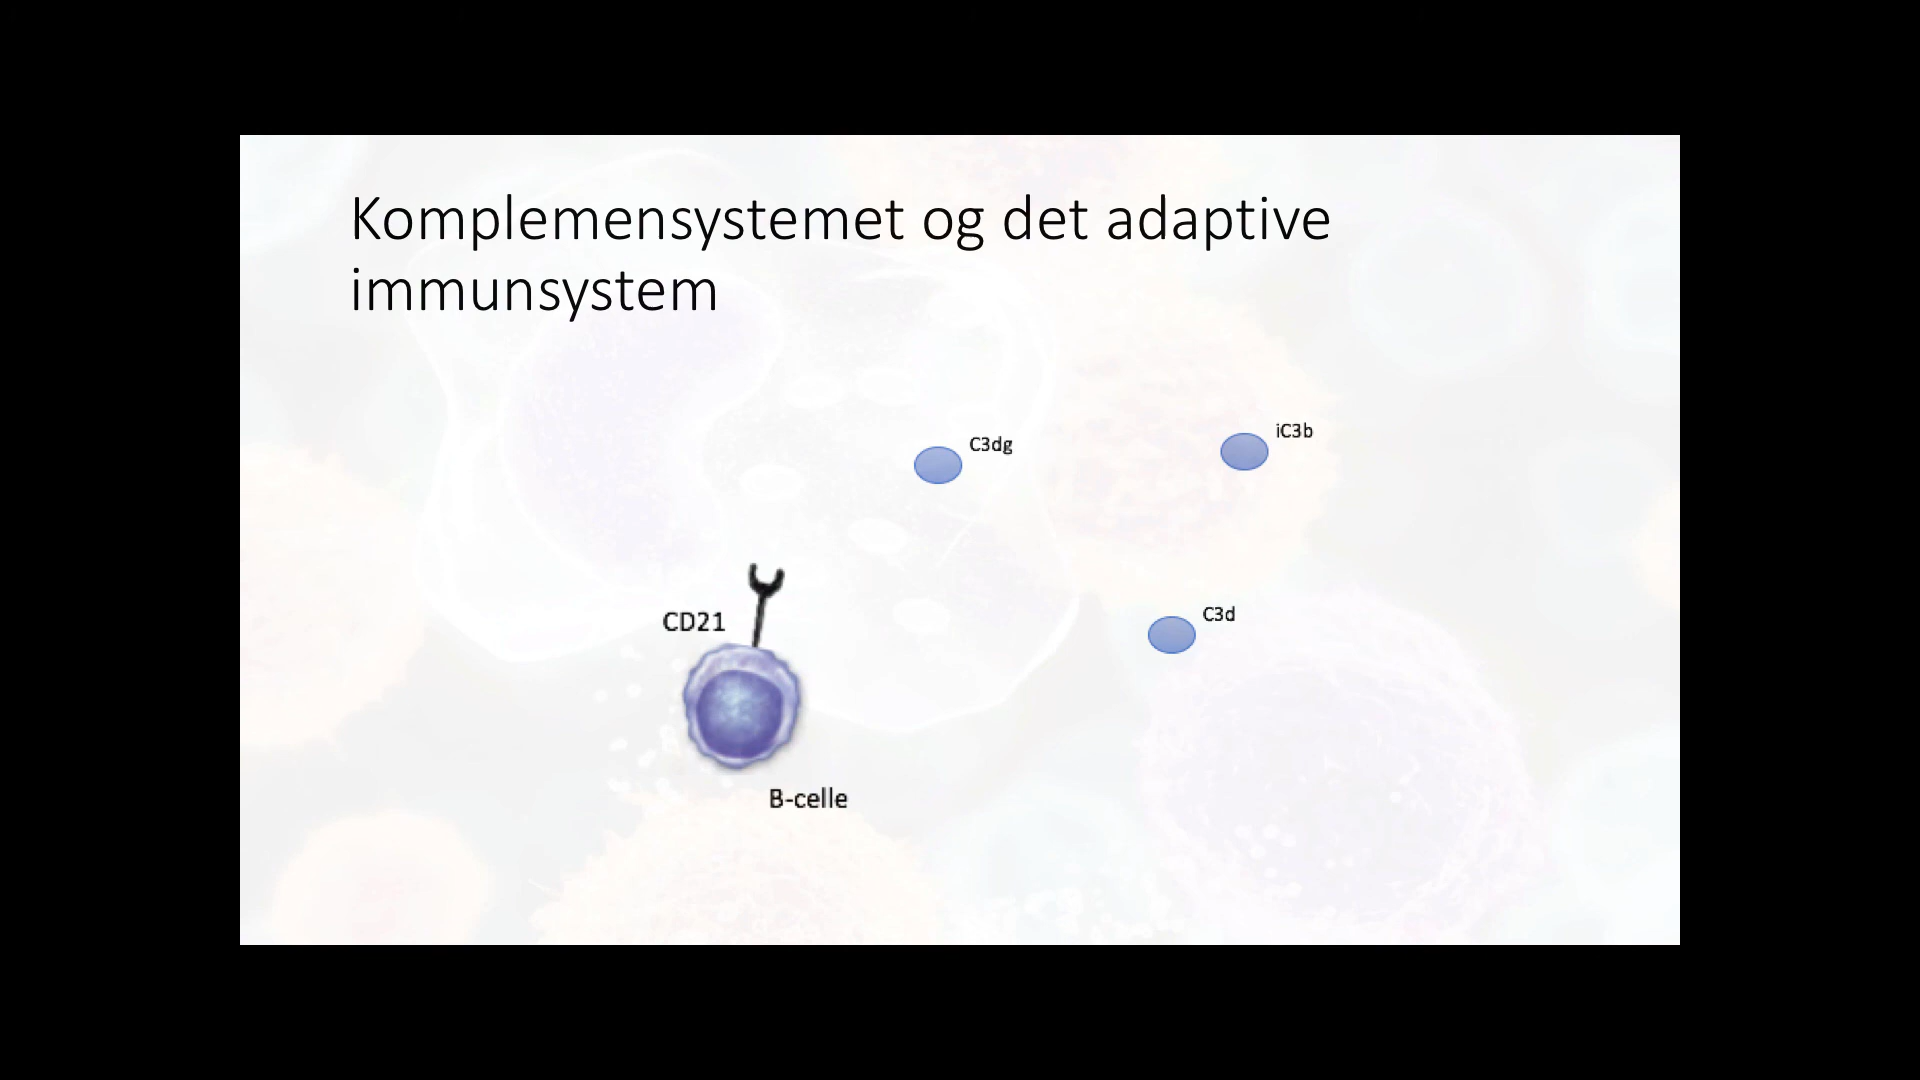 Komplemensystemet og det adaptive
immunsystem
C3dg
iC3b
CD21
C3d
B-celle